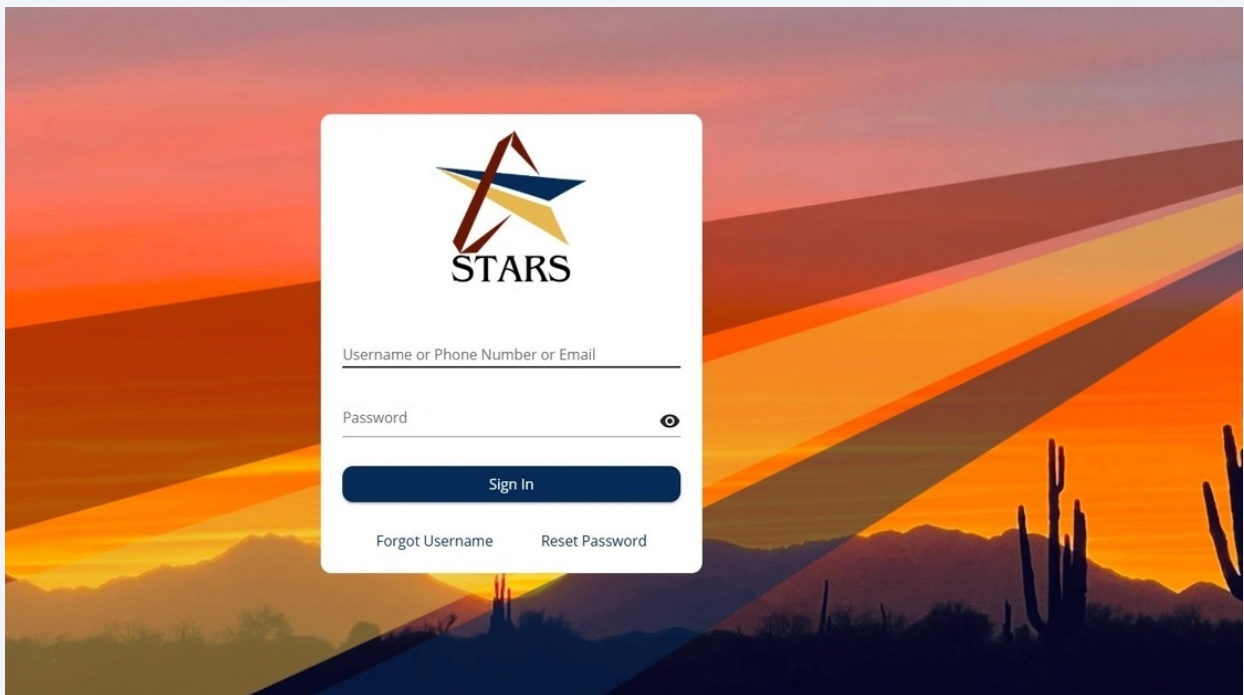 STARS
Username or Phone Number or Email
Password
Sign In
Forgot Username Reset Password